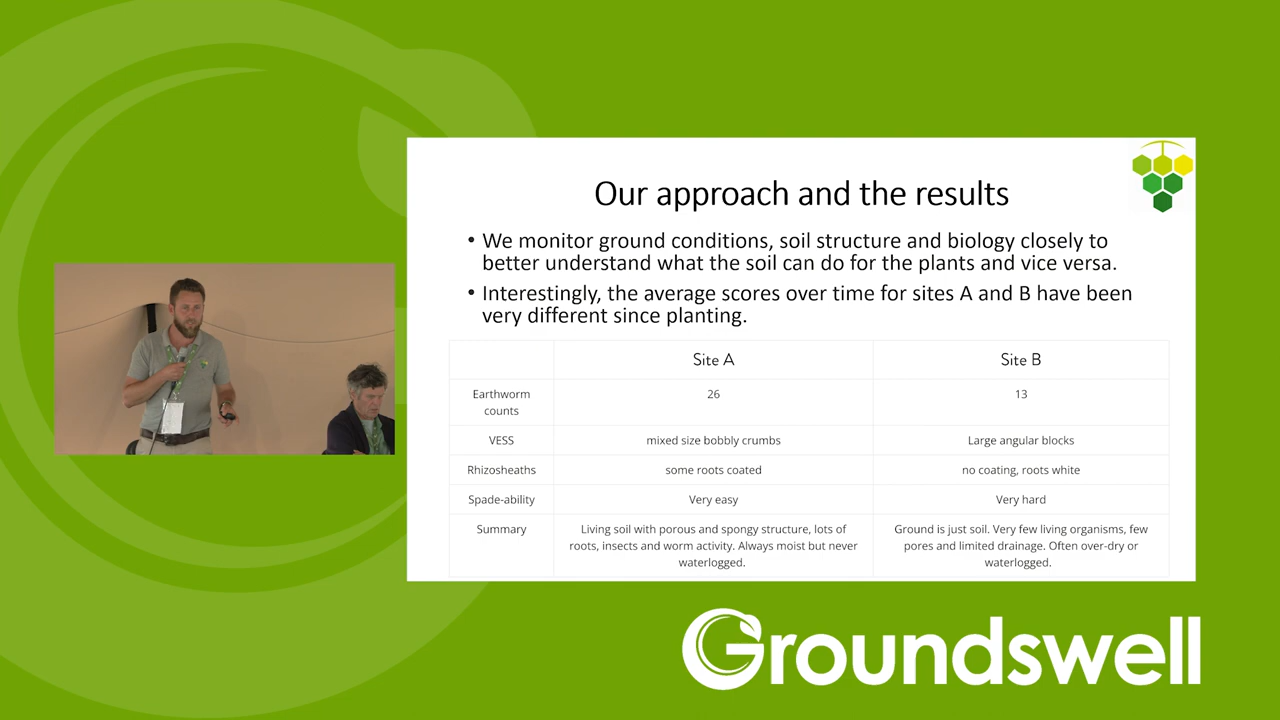 Our approach and the results
• We monitor ground conditions, soil structure and biology closely to
better understand what the soil can do for the plants and vice versa.
• Interestingly, the average scores over time for sites A and B have been
very different since planting.
Site A Site B
Earthworm counts 26 13
VESS mixed size bobbly crumbs Large angular blocks
Rhizosheaths some roots coated no coating, roots white
Spade-ability Very easy Very hard
Summary
Living soil with porous and spongy structure, lots of
roots, insects and worm activity. Always moist but never
waterlogged.
Ground is just soil. Very few living organisms, few
pores and limited drainage. Often over-dry or
waterlogged.
Groundswell